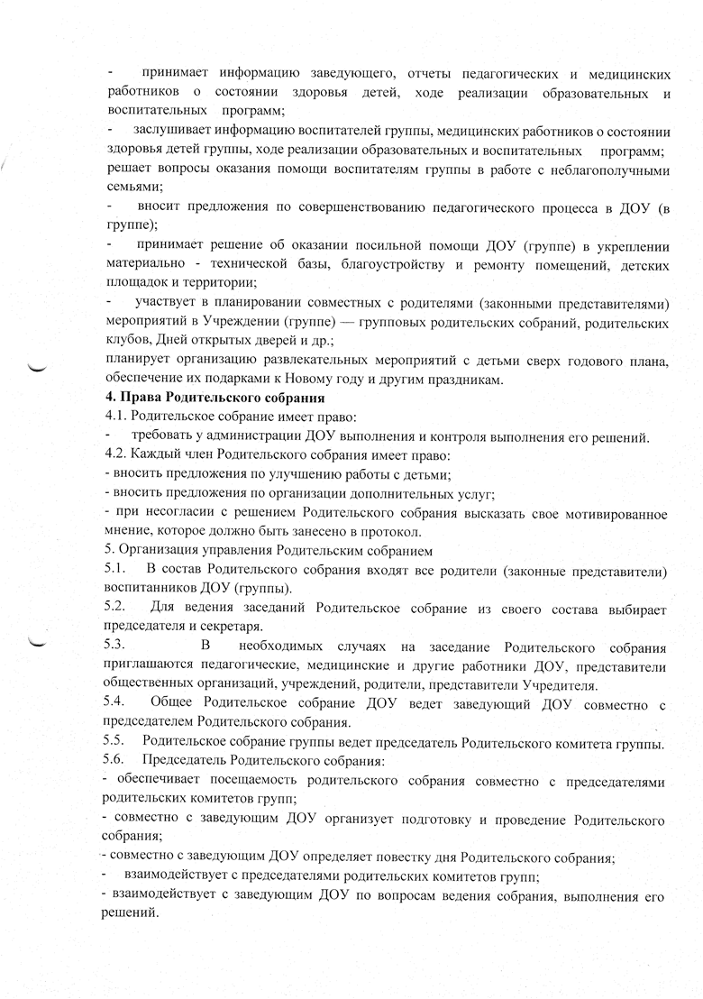 - принимает информацию заведующего, отчеты педагогических и медицинских
работников о состоянии здоровья детей, ходе реализации образовательных и
воспитательных программ;
- заслушивает информацию воспитателей группы, медицинских работников о состоянии
здоровья детей группы, ходе реализации образовательных и воспитательных программ;
решает вопросы оказания помощи воспитателям группы в работе с неблагополучными
семьями;
- вносит предложения по совершенствованию педагогического процесса в ДОУ (в
группе);
- принимает решение об оказании посильной помощи ДОУ (группе) в укреплении
материально - технической базы, благоустройству и ремонту помещений, детских
площадок и территории;
- участвует в планировании совместных с родителями (законными представителями)
мероприятий в Учреждении (группе) — групповых родительских собраний, родительских
клубов, Дней открытых дверей и др.;
планирует организацию развлекательных мероприятий с детьми сверх годового плана,
обеспечение их подарками к Новому году и другим праздникам.
4. Права Родительского собрания
4.1. Родительское собрание имеет право:
- требовать у администрации ДОУ выполнения и контроля выполнения его решений.
4.2. Каждый член Родительского собрания имеет право:
- вносить предложения по улучшению работы с детьми;
- вносить предложения по организации дополнительных услуг;
- при несогласии с решением Родительского собрания высказать свое мотивированное
мнение, которое должно быть занесено в протокол.
5. Организация управления Родительским собранием
5.1. В состав Родительского собрания входят все родители (законные представители)
воспитанников ДОУ (группы).
5.2. Для ведения заседаний Родительское собрание из своего состава выбирает
председателя и секретаря.
5.3. В необходимых случаях на заседание Родительского собрания
приглашаются педагогические, медицинские и другие работники ДОУ, представители
общественных организаций, учреждений, родители, представители Учредителя.
5.4. Общее Родительское собрание ДОУ ведет заведующий ДОУ совместно с
председателем Родительского собрания.
5.5. Родительское собрание группы ведет председатель Родительского комитета группы.
5.6. Председатель Родительского собрания:
- обеспечивает посещаемость родительского собрания совместно с председателями
родительских комитетов групп;
- совместно с заведующим ДОУ организует подготовку и проведение Родительского
собрания;
- совместно с заведующим ДОУ определяет повестку дня Родительского собрания;
- взаимодействует с председателями родительских комитетов групп;
- взаимодействует с заведующим ДОУ по вопросам ведения собрания, выполнения его
решений.